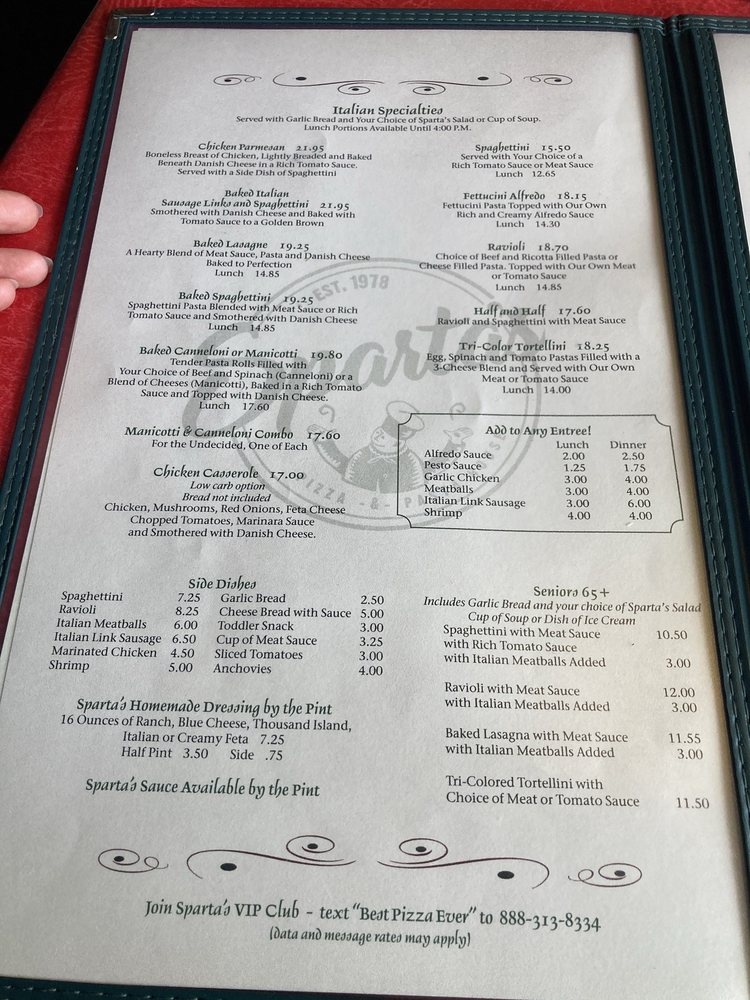 Italian Specialties
Served with Garlic Bread and Your Choice of Sparta's Salad or Cup of Soup.
Lunch Portions Available Until 4:00 P.M.
Chicken Parmesan 21.95
Boneless Breast of Chicken, Lightly Breaded and Baked
Beneath Danish Cheese in a Rich Tomato Sauce.
Served with a Side Dish of Spaghettini
Baked Italian
Sausage Links and Spaghettini 21.95
Smothered with Danish Cheese and Baked with
Tomato Sauce to a Golden Brown
Baked Lasagne 19.25
A Hearty Blend of Meat Sauce, Pasta and Danish Cheese
Baked to Perfection
Lunch 14.85
Baked Spaghettini 19.25
Spaghettini Pasta Blended with Meat Sauce or Rich
Tomato Sauce and Smothered with Danish Cheese
Lunch 14.85
Baked Canneloni or Manicotti 19.80
Tender Pasta Rolls Filled with
Your Choice of Beef and Spinach (Canneloni) or a
Blend of Cheeses (Manicotti), Baked in a Rich Tomato
Sauce and Topped with Danish Cheese.
Lunch 17.60
Manicotti & Canneloni Combo 17.60
For the Undecided, One of Each
Chicken Casserole 17.00
Low carb option
Bread not included
Chicken, Mushrooms, Red Onions, Feta Cheese
Chopped Tomatoes, Marinara Sauce
and Smothered with Danish Cheese.
Spaghettini 15.50
Served with Your Choice of a
Rich Tomato Sauce or Meat Sauce
Lunch 12.65
Fettucini Alfredo 18.15
Fettucini Pasta Topped with Our Own
Rich and Creamy Alfredo Sauce
Lunch 14.30
Ravioli 18.70
Choice of Beef and Ricotta Filled Pasta or
Cheese Filled Pasta. Topped with Our Own Meat
or Tomato Sauce
Lunch 14.85
Half and Half 17.60
Ravioli and Spaghettini with Meat Sauce
Tri-Color Tortellini 18.25
Egg, Spinach and Tomato Pastas Filled with a
3-Cheese Blend and Served with Our Own
Meat or Tomato Sauce
Lunch 14.00
EST. 1978
Sparta's
PIZZA -&-
Add to Any Entree!
Lunch Dinner
Alfredo Sauce 2.00 2.50
Pesto Sauce 1.25 1.75
Garlic Chicken 3.00 4.00
Meatballs 3.00 4.00
Italian Link Sausage 3.00 6.00
Shrimp 4.00 4.00
Side Dishes
Spaghettini 7.25
Ravioli 8.25
Italian Meatballs 6.00
Italian Link Sausage 6.50
Marinated Chicken 4.50
Shrimp 5.00
Garlic Bread 2.50
Cheese Bread with Sauce 5.00
Toddler Snack 3.00
Cup of Meat Sauce 3.25
Sliced Tomatoes 3.00
Anchovies 4.00
Sparta's Homemade Dressing by the Pint
16 Ounces of Ranch, Blue Cheese, Thousand Island,
Italian or Creamy Feta 7.25
Half Pint 3.50 Side .75
Sparta's Sauce Available by the Pint
Seniors 65+
Includes Garlic Bread and your choice of Sparta's Salad
Cup of Soup or Dish of Ice Cream
Spaghettini with Meat Sauce 10.50
with Rich Tomato Sauce
with Italian Meatballs Added 3.00
Ravioli with Meat Sauce 12.00
with Italian Meatballs Added 3.00
Baked Lasagna with Meat Sauce 11.55
with Italian Meatballs Added 3.00
Tri-Colored Tortellini with
Choice of Meat or Tomato Sauce 11.50
Join Sparta's VIP Club - text "Best Pizza Ever" to 888-313-8334
(data and message rates may apply)